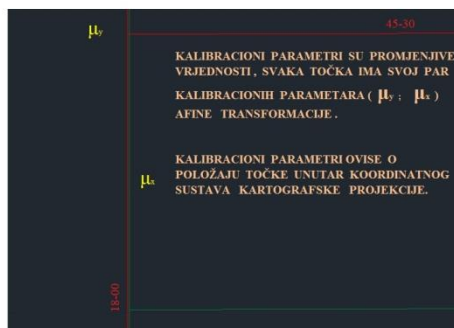 μy
45-30
KALIBRACIONI PARAMETRI SU PROMJENJIVE
VRJEDNOSTI, SVAKA TOČKA IMA SVOJ PAR
KALIBRACIONIH PARAMETARA ( μy ; μx )
AFINE TRANSFORMACIJE.
KALIBRACIONI PARAMETRI OVISE O
POLOŽAJU TOČKE UNUTAR KOORDINATNOG
SUSTAVA KARTOGRAFSKE PROJEKCIJE.
μx
18-00